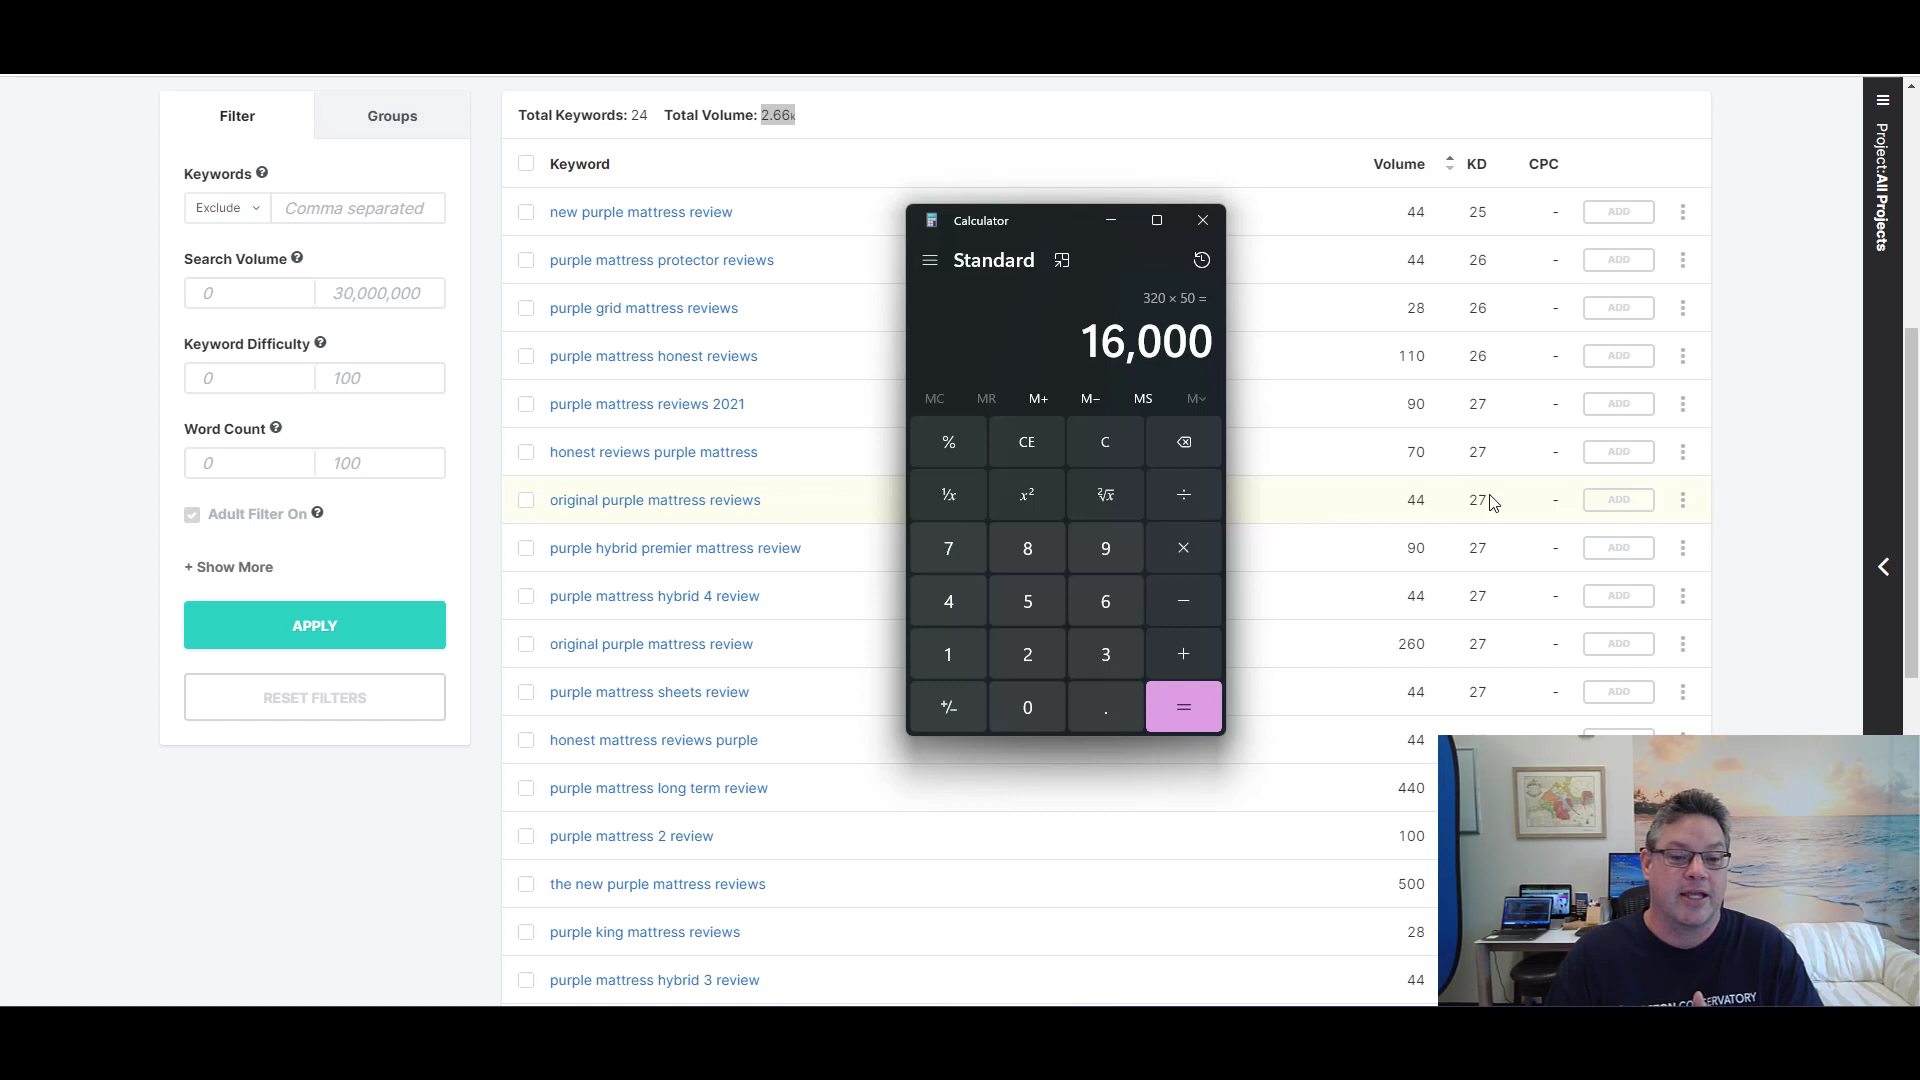 Filter
Groups
Keywords
Exclude
Comma separated
Search Volume
0
30,000,000
Keyword Difficulty
0
100
Word Count
0
100
Adult Filter On
+ Show More
APPLY
RESET FILTERS
Total Keywords: 24 Total Volume: 2.66k
Keyword Volume KD CPC
new purple mattress review 44 25 - ADD
purple mattress protector reviews 44 26 - ADD
purple grid mattress reviews 28 26 - ADD
purple mattress honest reviews 110 26 - ADD
purple mattress reviews 2021 90 27 - ADD
honest reviews purple mattress 70 27 - ADD
original purple mattress reviews 44 27 - ADD
purple hybrid premier mattress review 90 27 - ADD
purple mattress hybrid 4 review 44 27 - ADD
original purple mattress review 260 27 - ADD
purple mattress sheets review 44 27 - ADD
honest mattress reviews purple 44
purple mattress long term review 440
purple mattress 2 review 100
the new purple mattress reviews 500
purple king mattress reviews 28
purple mattress hybrid 3 review 44
Calculator
Standard
320 × 50 =
16,000
MC MR M+ M− MS M˅
% CE C
¹/x x² ²√x ÷
7 8 9 ×
4 5 6 −
1 2 3 +
+/− 0 . =
Project: All Projects